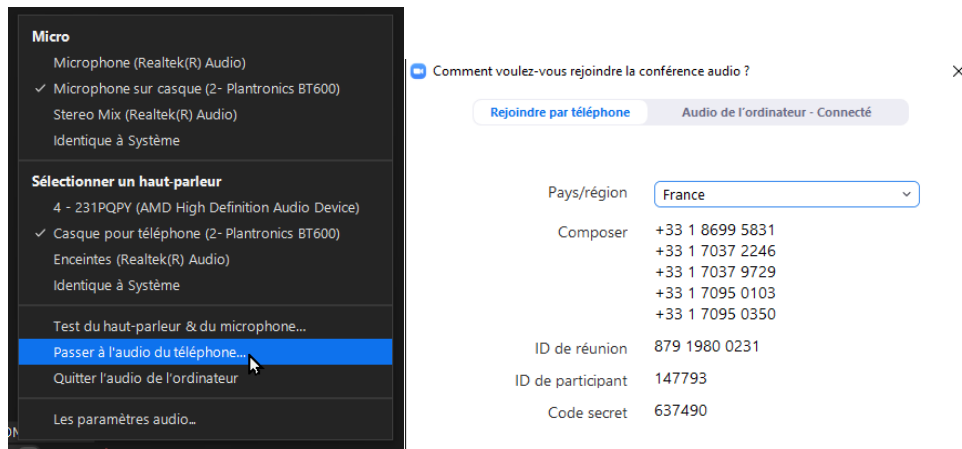 Micro
Microphone (Realtek(R) Audio)
Microphone sur casque (2- Plantronics BT600)
Stereo Mix (Realtek(R) Audio)
Identique à Système
Sélectionner un haut-parleur
4 - 231PQPY (AMD High Definition Audio Device)
Casque pour téléphone (2- Plantronics BT600)
Enceintes (Realtek(R) Audio)
Identique à Système
Test du haut-parleur & du microphone...
Passer à l'audio du téléphone...
Quitter l'audio de l'ordinateur
Les paramètres audio...
Comment voulez-vous rejoindre la conférence audio ?
Rejoindre par téléphone Audio de l'ordinateur - Connecté
Pays/région France
Composer +33 1 8699 5831
+33 1 7037 2246
+33 1 7037 9729
+33 1 7095 0103
+33 1 7095 0350
ID de réunion 879 1980 0231
ID de participant 147793
Code secret 637490